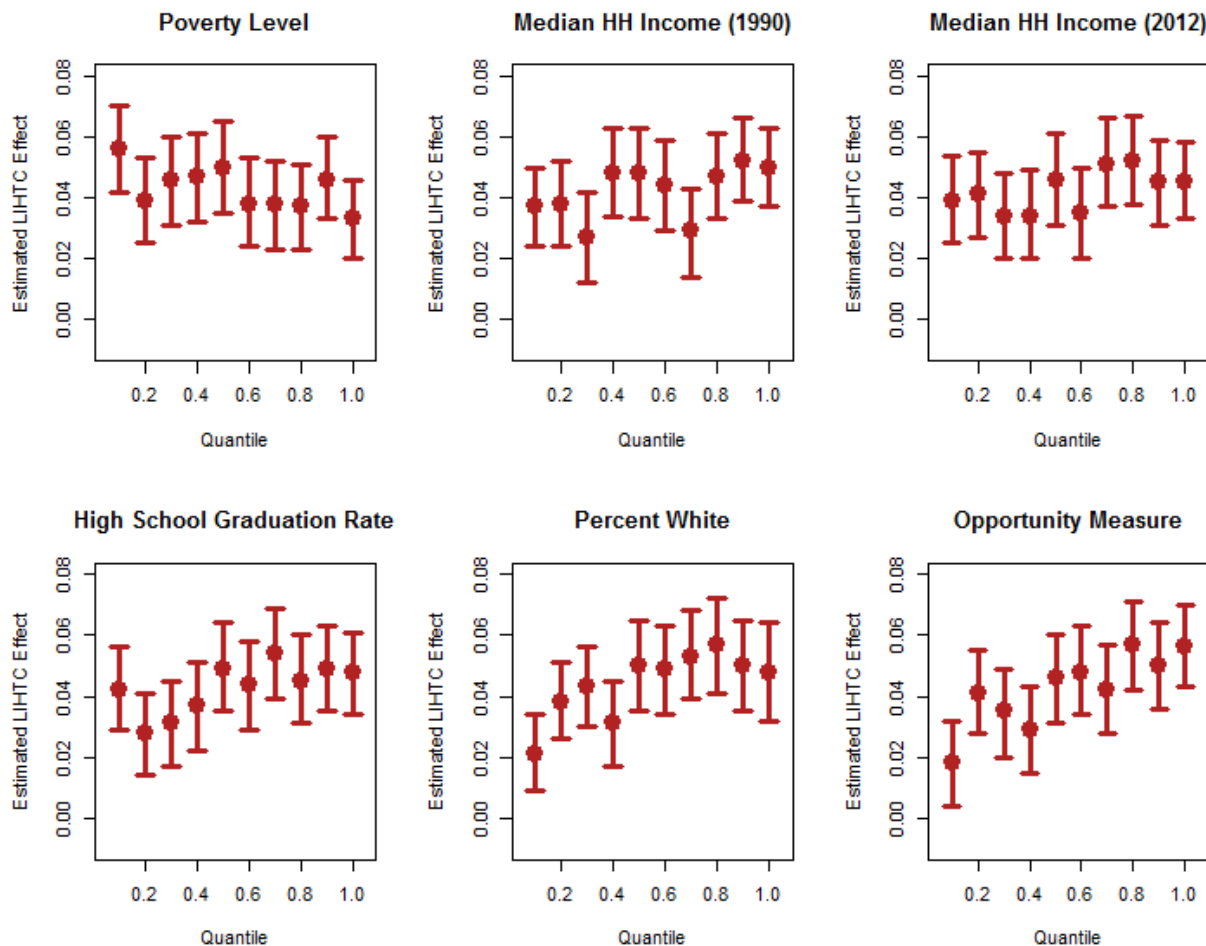 Poverty Level
Estimated LIHTC Effect
0.00 0.02 0.04 0.06 0.08
0.2 0.4 0.6 0.8 1.0
Quantile
Median HH Income (1990)
Estimated LIHTC Effect
0.00 0.02 0.04 0.06 0.08
0.2 0.4 0.6 0.8 1.0
Quantile
Median HH Income (2012)
Estimated LIHTC Effect
0.00 0.02 0.04 0.06 0.08
0.2 0.4 0.6 0.8 1.0
Quantile
High School Graduation Rate
Estimated LIHTC Effect
0.00 0.02 0.04 0.06 0.08
0.2 0.4 0.6 0.8 1.0
Quantile
Percent White
Estimated LIHTC Effect
0.00 0.02 0.04 0.06 0.08
0.2 0.4 0.6 0.8 1.0
Quantile
Opportunity Measure
Estimated LIHTC Effect
0.00 0.02 0.04 0.06 0.08
0.2 0.4 0.6 0.8 1.0
Quantile